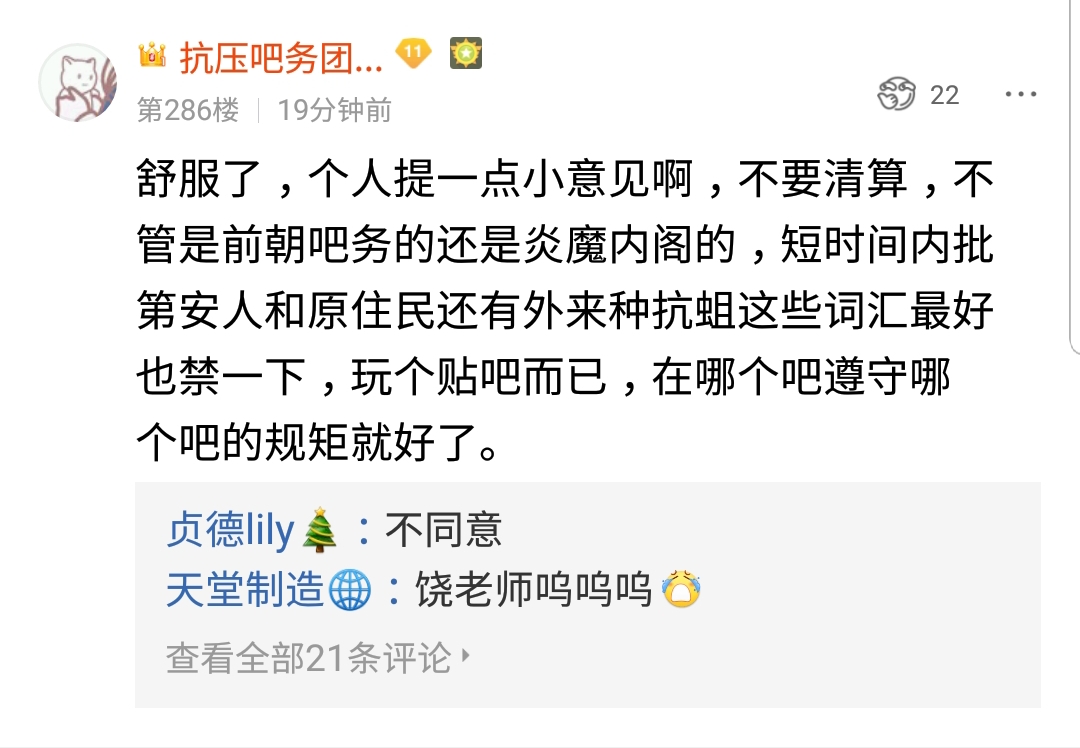 抗压吧务团... 11
第286楼 19分钟前
22
舒服了，个人提一点小意见啊，不要清算，不
管是前朝吧务的还是炎魔内阁的，短时间内批
第安人和原住民还有外来种抗蛆这些词汇最好
也禁一下，玩个贴吧而已，在哪个吧遵守哪
个吧的规矩就好了。
贞德lily🎄：不同意
天堂制造🌐：饶老师呜呜呜😭
查看全部21条评论